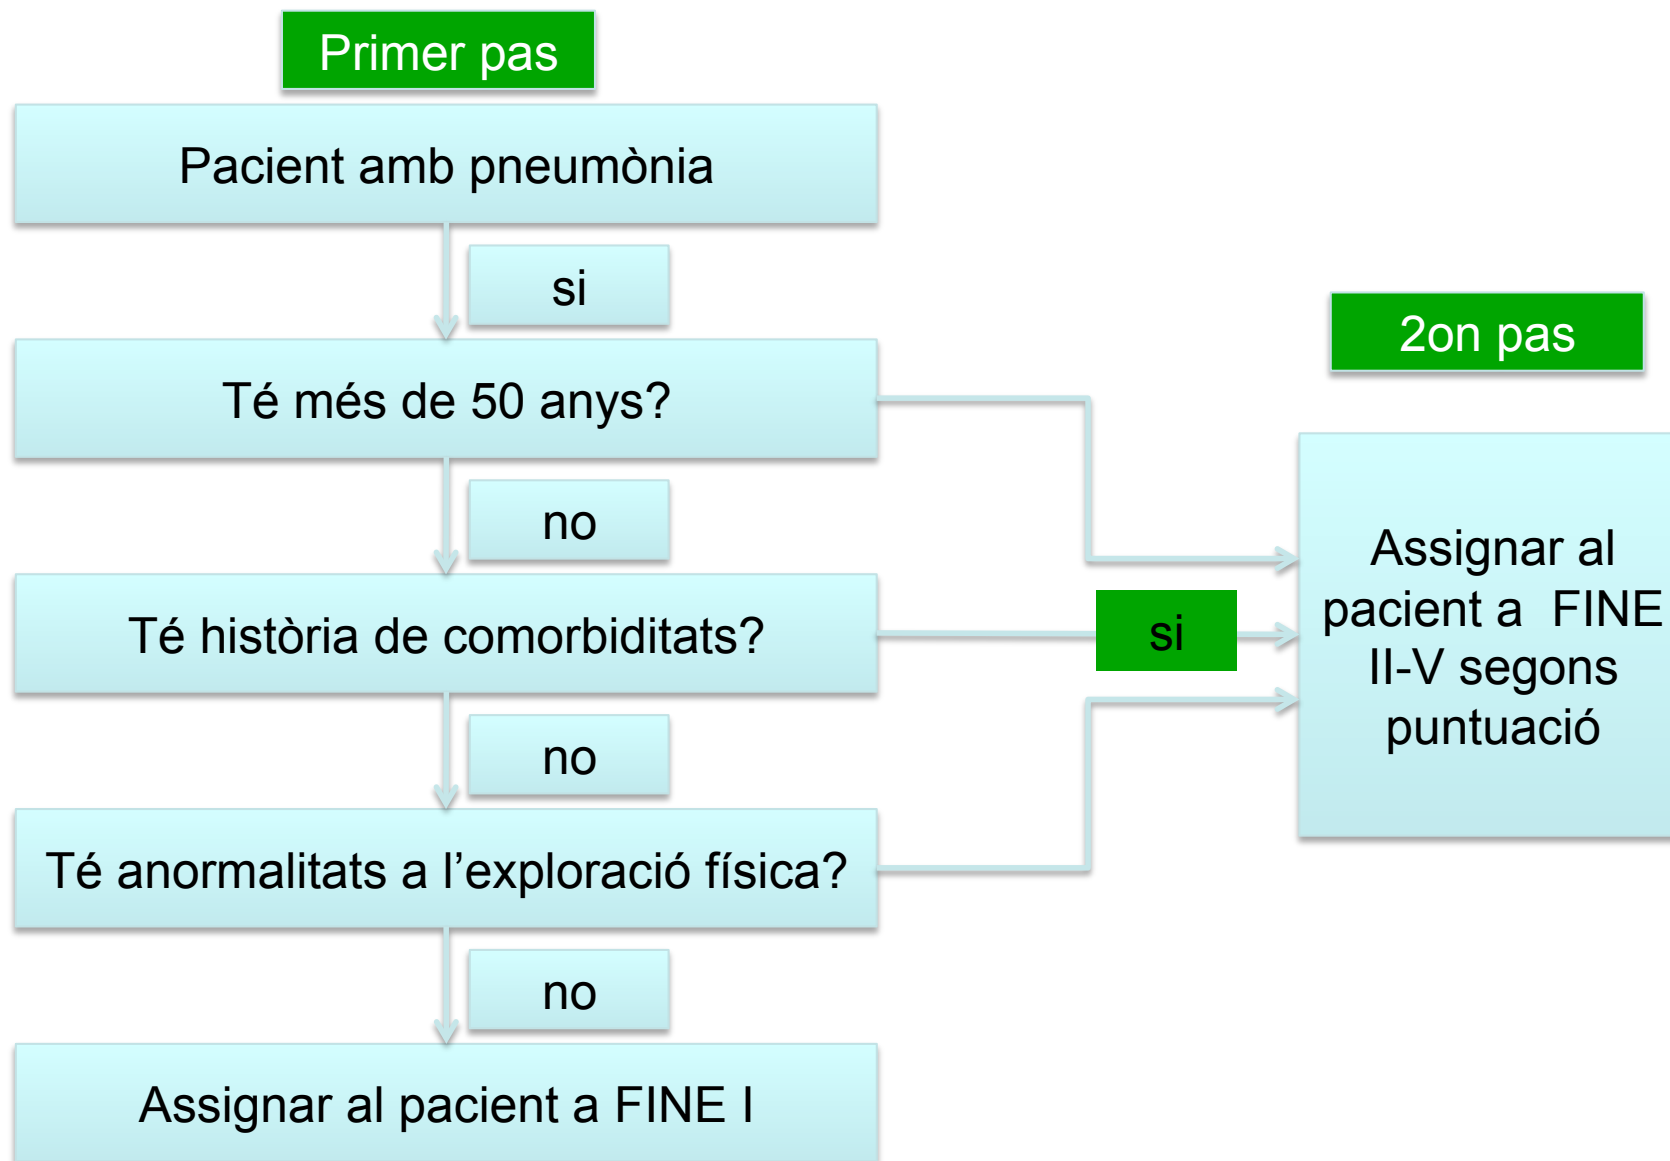 Primer pas
Pacient amb pneumònia
si
Té més de 50 anys?
no
Té història de comorbiditats?
no
Té anormalitats a l’exploració física?
no
Assignar al pacient a FINE I
si
2on pas
Assignar al
pacient a  FINE
II-V segons
puntuació